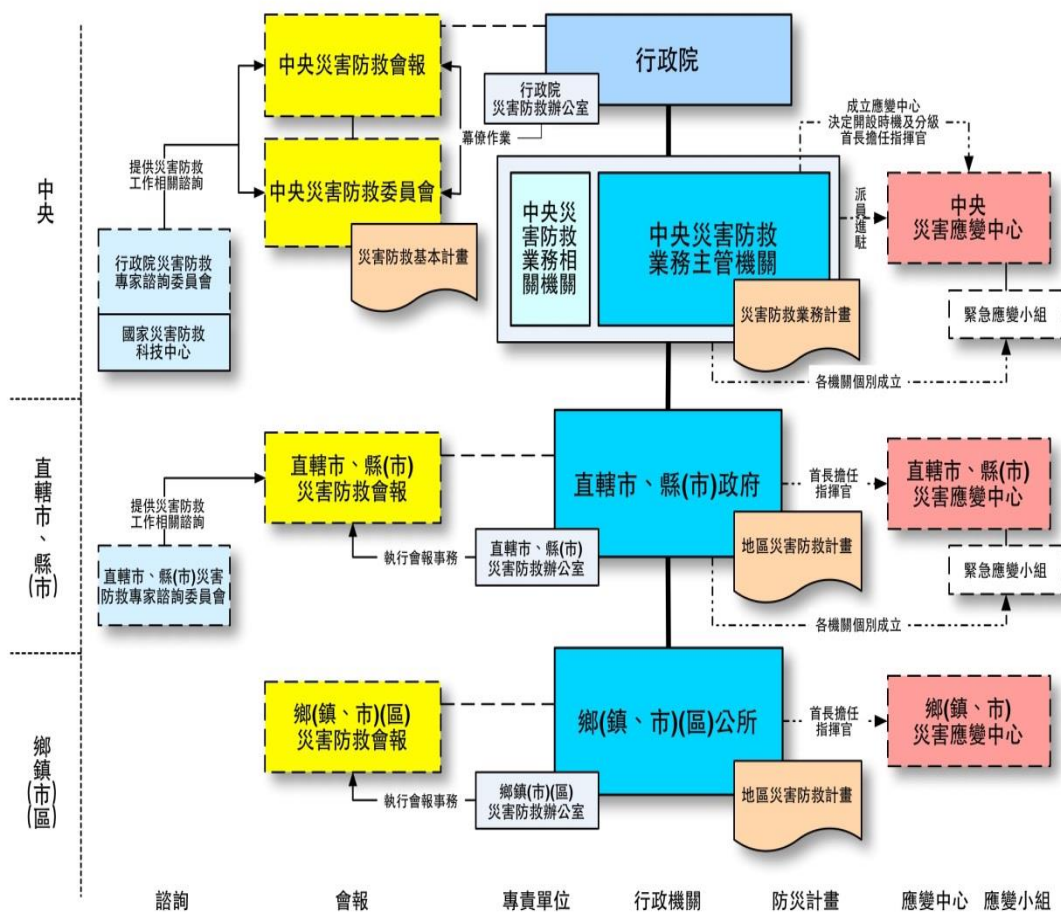 中央
直轄市、縣(市)
鄉鎮(市)區
中央災害防救會報
行政院
行政院
災害防救辦公室
幕僚作業
成立應變中心
決定開設時機及分級
首長擔任指揮官
提供災害防救
工作相關諮詢
中央災害防救委員會
災害防救基本計畫
行政院災害防救
專家諮詢委員會
國家災害防救
科技中心
中央災
害防救
業務相
關機關
中央災害防救
業務主管機關
災害防救業務計畫
派員進駐
中央
災害應變中心
緊急應變小組
各機關個別成立
直轄市、縣(市)
災害防救會報
直轄市、縣(市)政府
首長擔任
指揮官
直轄市、縣(市)
災害應變中心
提供災害防救
工作相關諮詢
執行會報事務
直轄市、縣(市)
災害防救辦公室
地區災害防救計畫
直轄市、縣(市)災害
防救專家諮詢委員會
緊急應變小組
各機關個別成立
鄉(鎮、市)(區)
災害防救會報
鄉(鎮、市)(區)公所
首長擔任
指揮官
鄉(鎮、市)
災害應變中心
執行會報事務
鄉鎮(市)(區)
災害防救辦公室
地區災害防救計畫
諮詢
會報
專責單位
行政機關
防災計畫
應變中心
應變小組